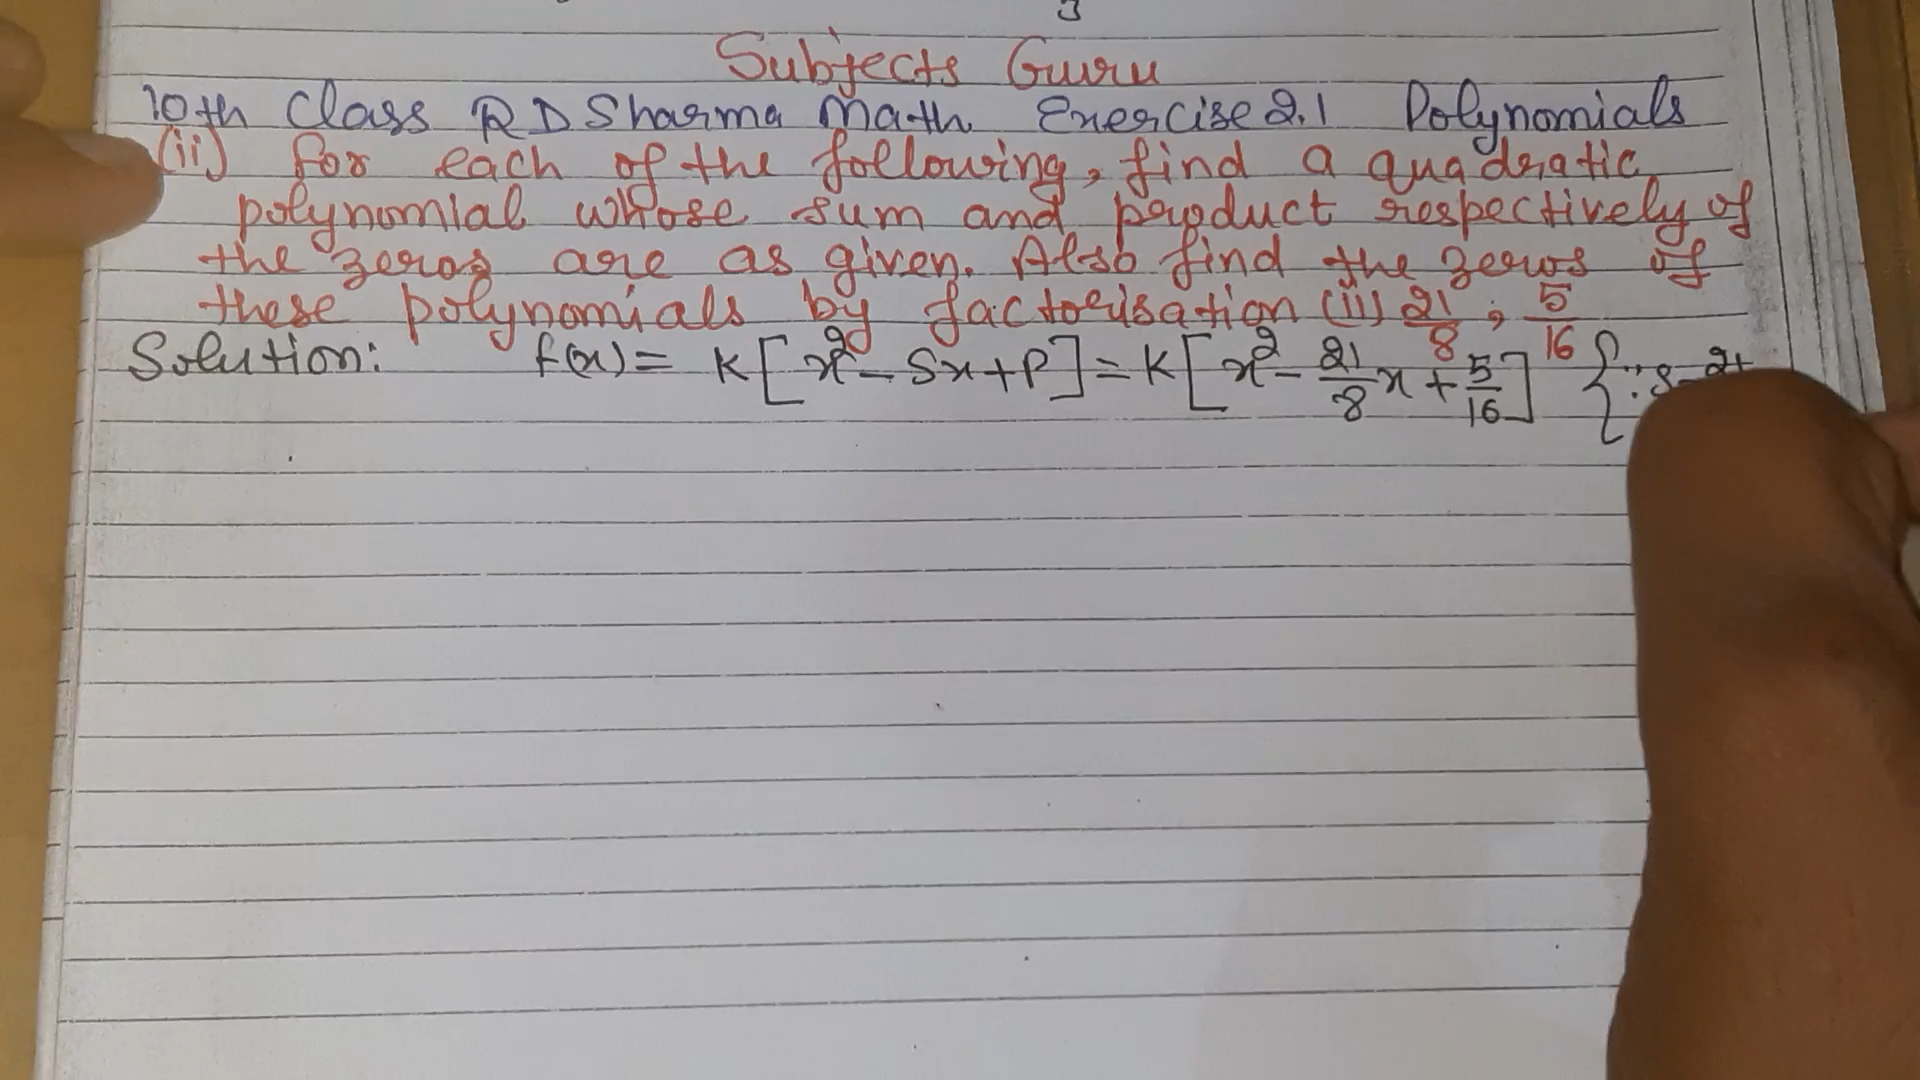 Subjects Guru
10th Class RD Sharma Math Exercise 2.1 Polynomials
(ii) For each of the following, find a quadratic
polynomial whose sum and product respectively of
the zeros are as given. Also find the zeros of
these polynomials by factorisation (ii) 21/8, 5/16
Solution: f(x) = K[x² - Sx + P] = K[x² - 21/8 x + 5/16] {∵ S = 21